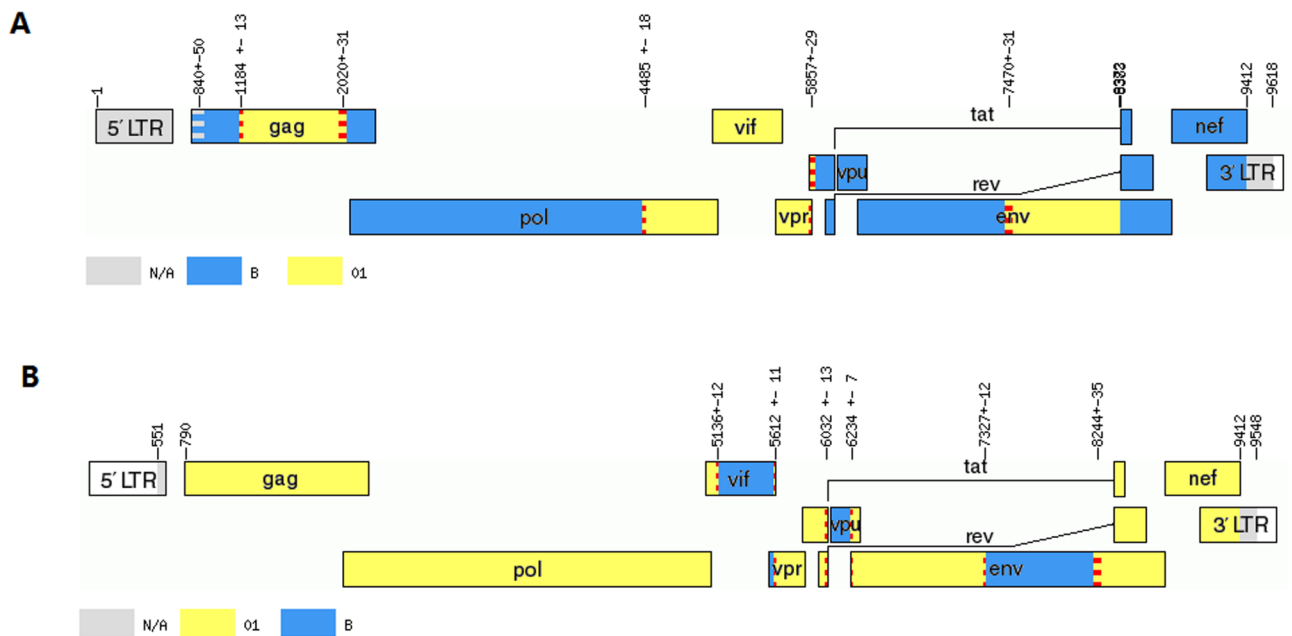 A
1
840+-50
1184 +- 13
2020+-31
4485 +- 18
5857+-29
7470+-31
9412
9618
5' LTR
gag
vif
tat
nef
vpu
rev
3' LTR
pol
vpr
env
N/A
B
01
B
551
790
5136+-12
5612 +- 11
6032 +- 13
6234 +- 7
7327+-12
8244+-35
9412
9548
5' LTR
gag
vif
tat
nef
vpu
rev
3' LTR
pol
vpr
env
N/A
01
B